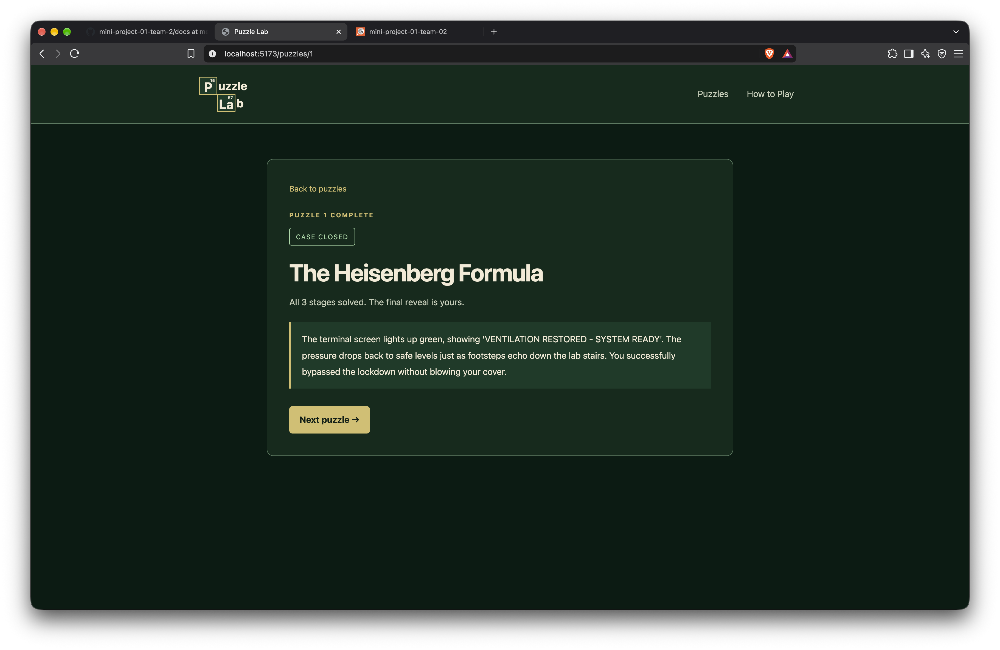 mini-project-01-team-2/docs at
Puzzle Lab
mini-project-01-team-02
localhost:5173/puzzles/1
15
Puzzle
57
Lab
Puzzles
How to Play
Back to puzzles
PUZZLE 1 COMPLETE
CASE CLOSED
The Heisenberg Formula
All 3 stages solved. The final reveal is yours.
The terminal screen lights up green, showing 'VENTILATION RESTORED - SYSTEM READY'. The
pressure drops back to safe levels just as footsteps echo down the lab stairs. You successfully
bypassed the lockdown without blowing your cover.
Next puzzle →